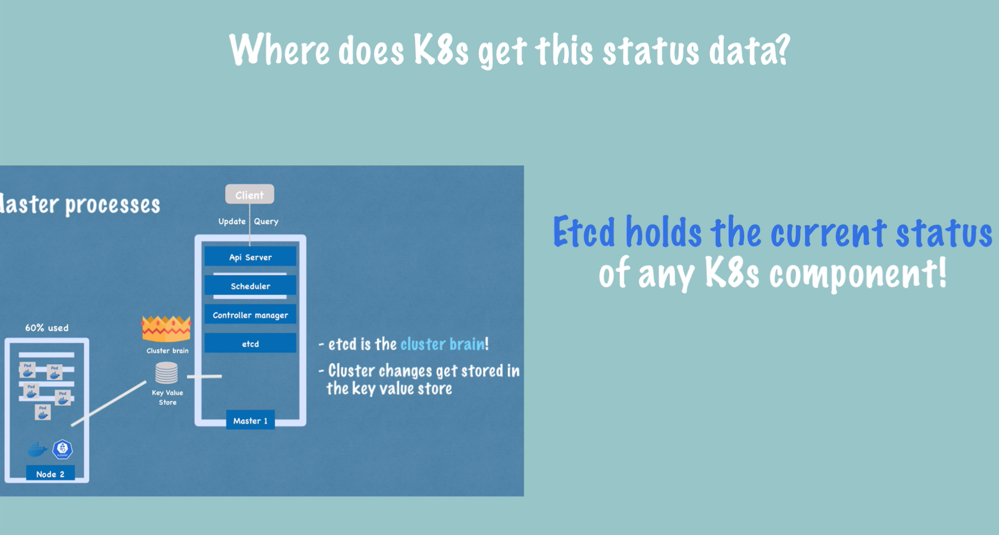 Where does K8s get this status data?
Master processes
Client
Update Query
Api Server
Scheduler
Controller manager
etcd
Master 1
60% used
Pod
Pod
Pod
Pod
Pod
Node 2
Cluster brain
Key Value
Store
- etcd is the cluster brain!
- Cluster changes get stored in
the key value store
Etcd holds the current status
of any K8s component!